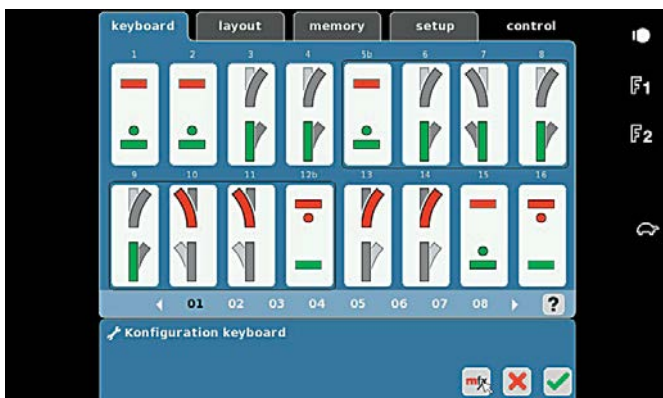 keyboard layout memory setup control
F1
F2
1 2 3 4 5b 6 7 8
9 10 11 12b 13 14 15 16
01 02 03 04 05 06 07 08 ?
Konfiguration keyboard
mfx